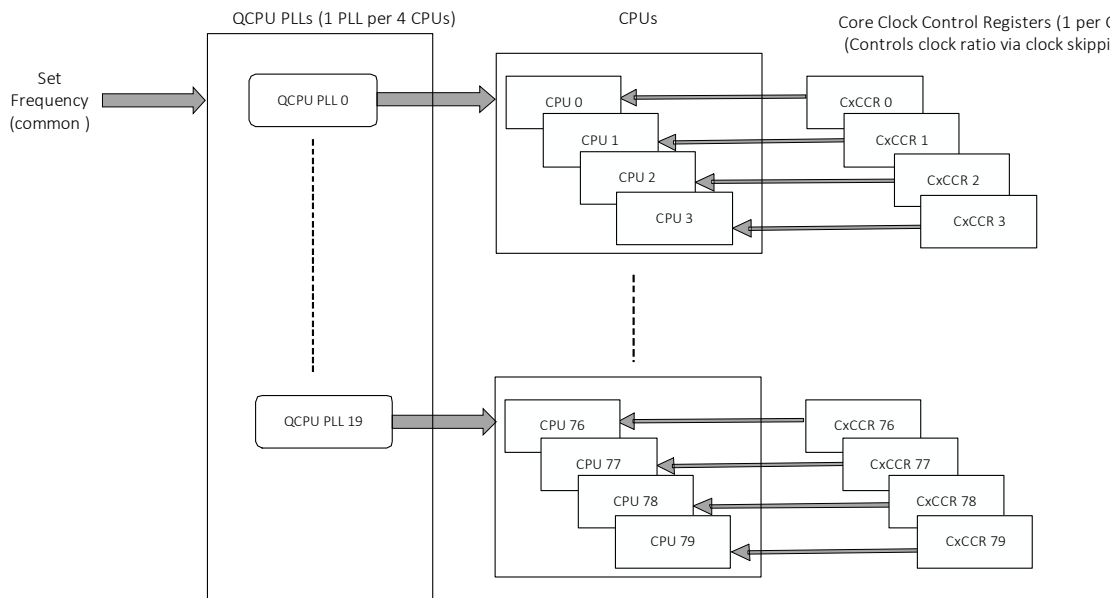 QCPU PLLs (1 PLL per 4 CPUs)
CPUs
Core Clock Control Registers (1 per
(Controls clock ratio via clock
Set
Frequency
(common )
QCPU PLL 0
CPU 0
CPU 1
CPU 2
CPU 3
CxCCR 0
CxCCR 1
CxCCR 2
CxCCR 3
QCPU PLL 19
CPU 76
CPU 77
CPU 78
CPU 79
CxCCR 76
CxCCR 77
CxCCR 78
CxCCR 79